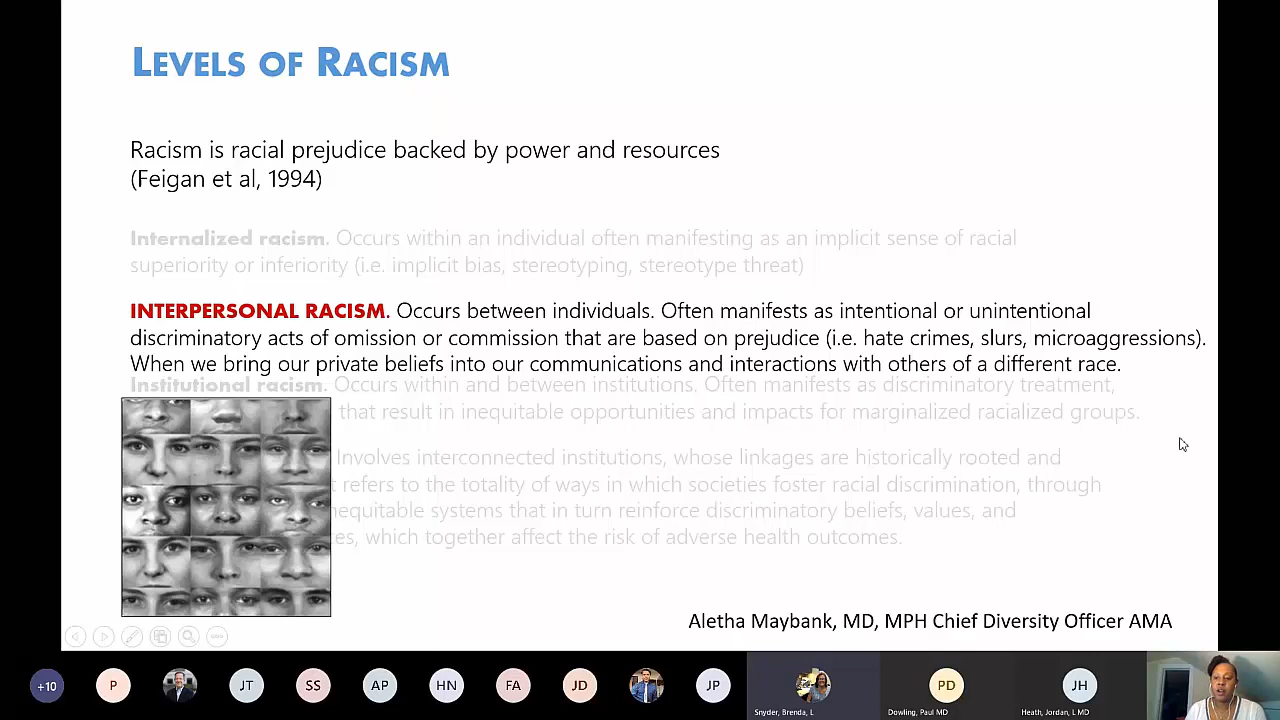 LEVELS OF RACISM
Racism is racial prejudice backed by power and resources
(Feigan et al, 1994)
Internalized racism. Occurs within an individual often manifesting as an implicit sense of racial
superiority or inferiority (i.e. implicit bias, stereotyping, stereotype threat)
INTERPERSONAL RACISM. Occurs between individuals. Often manifests as intentional or unintentional
discriminatory acts of omission or commission that are based on prejudice (i.e. hate crimes, slurs, microaggressions).
When we bring our private beliefs into our communications and interactions with others of a different race.
Institutional racism. Occurs within and between institutions. Often manifests as discriminatory treatment,
that result in inequitable opportunities and impacts for marginalized racialized groups.
Involves interconnected institutions, whose linkages are historically rooted and
refers to the totality of ways in which societies foster racial discrimination, through
equitable systems that in turn reinforce discriminatory beliefs, values, and
es, which together affect the risk of adverse health outcomes.
Aletha Maybank, MD, MPH Chief Diversity Officer AMA
+10 P JT SS AP HN FA JD JP PD JH
Snyder, Brenda, L Dowling, Paul MD Heath, Jordan, L MD